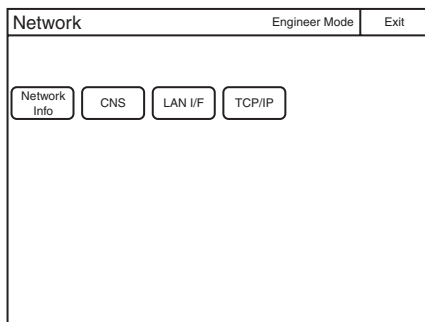 Network Engineer Mode Exit
Network
Info
CNS LAN I/F TCP/IP